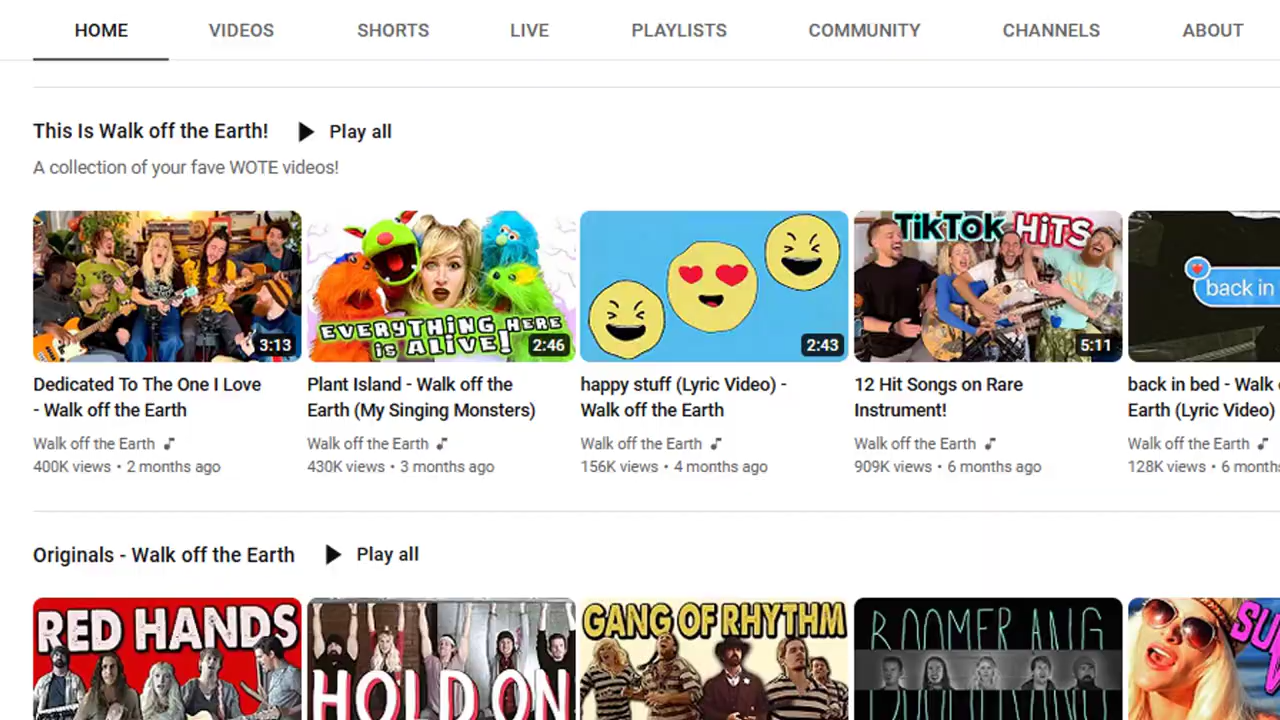 HOME VIDEOS SHORTS LIVE PLAYLISTS COMMUNITY CHANNELS ABOUT
This Is Walk off the Earth! Play all
A collection of your fave WOTE videos!
EVERYTHING HERE
is ALIVE!
TikTok HiTS
back in
3:13
2:46
2:43
5:11
Dedicated To The One I Love
- Walk off the Earth
Walk off the Earth
400K views • 2 months ago
Plant Island - Walk off the
Earth (My Singing Monsters)
Walk off the Earth
430K views • 3 months ago
happy stuff (Lyric Video) -
Walk off the Earth
Walk off the Earth
156K views • 4 months ago
12 Hit Songs on Rare
Instrument!
Walk off the Earth
909K views • 6 months ago
back in bed - Walk
Earth (Lyric Video)
Walk off the Earth
128K views • 6 month
Originals - Walk off the Earth Play all
RED HANDS
HOLD ON
GANG OF RHYTHM
BOOMERANG